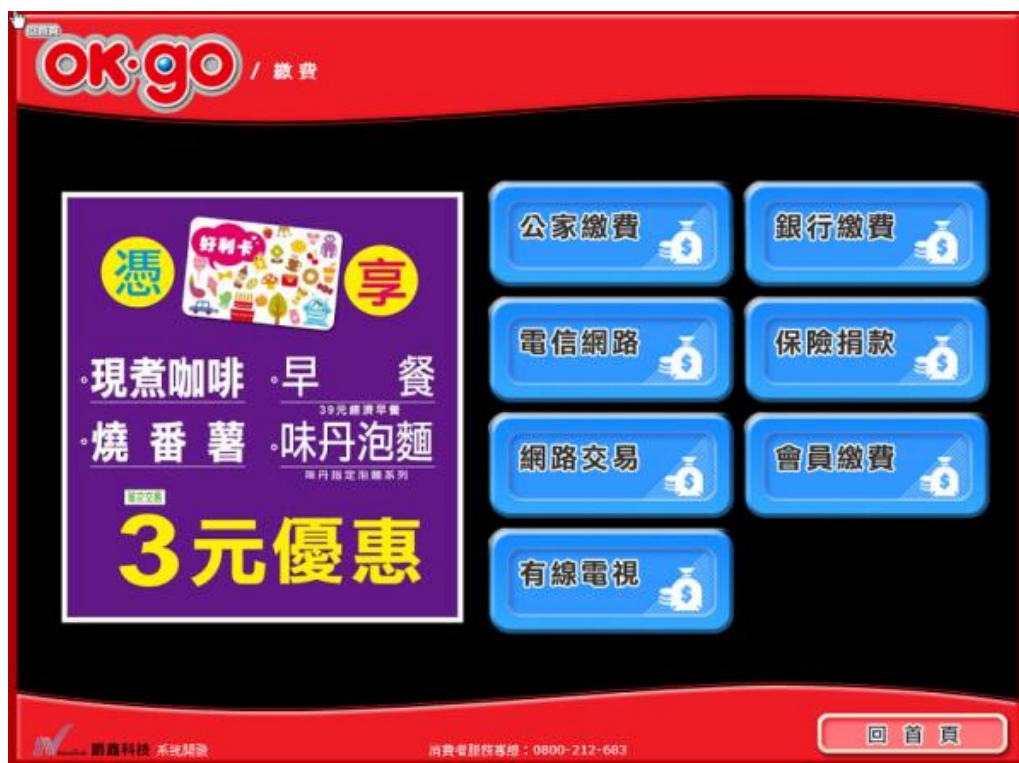 回首頁
OK·go / 繳費
好利卡
憑 享
現煮咖啡
早餐
39元經濟早餐
燒番薯
味丹泡麵
味丹指定泡麵系列
單次交易
3元優惠
公家繳費
銀行繳費
電信網路
保險捐款
網路交易
會員繳費
有線電視
爵鑫科技 系統開發
消費者服務專線：0800-212-683
回首頁